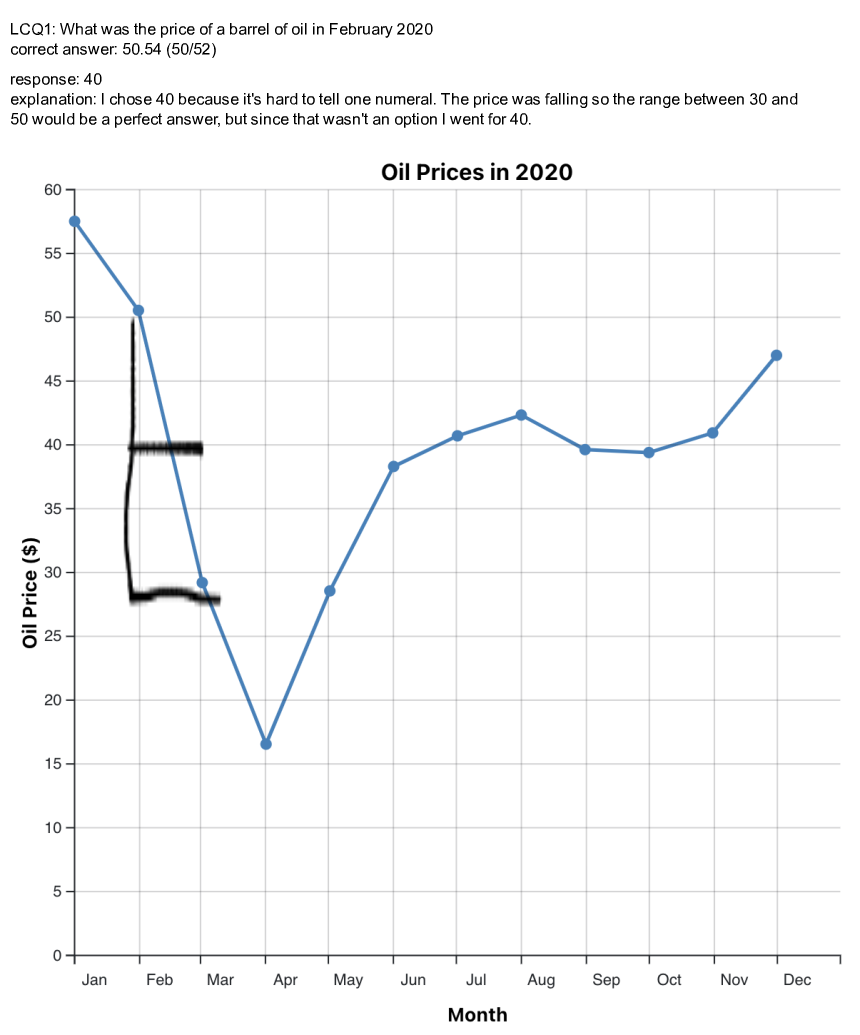 LCQ1: What was the price of a barrel of oil in February 2020
correct answer: 50.54 (50/52)
response: 40
explanation: I chose 40 because it's hard to tell one numeral. The price was falling so the range between 30 and
50 would be a perfect answer, but since that wasn't an option I went for 40.
Oil Prices in 2020
60
55
50
45
40
35
30
25
20
15
10
5
0
Oil Price ($)
Jan Feb Mar Apr May Jun Jul Aug Sep Oct Nov Dec
Month